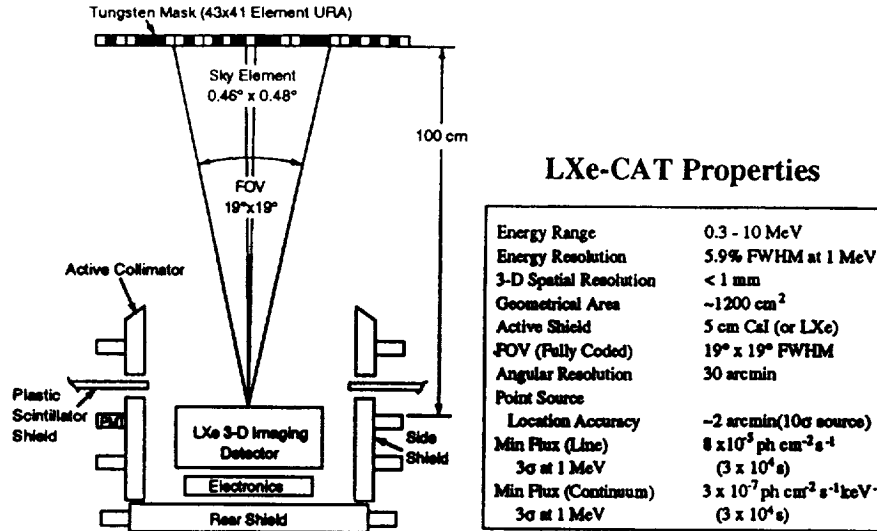 Tungsten Mask (43x41 Element URA)
Sky Element
0.46° x 0.48°
100 cm
FOV
19°x19°
Active Collimator
Plastic
Scintillator
Shield
PMT
LXe 3-D Imaging
Detector
Side
Shield
Electronics
Rear Shield
LXe-CAT Properties
Energy Range 0.3 - 10 MeV
Energy Resolution 5.9% FWHM at 1 MeV
3-D Spatial Resolution < 1 mm
Geometrical Area ~1200 cm²
Active Shield 5 cm CsI (or LXe)
FOV (Fully Coded) 19° x 19° FWHM
Angular Resolution 30 arcmin
Point Source
Location Accuracy ~2 arcmin(10σ source)
Min Flux (Line) 8 x10⁻⁵ ph cm⁻² s⁻¹
3σ at 1 MeV (3 x 10⁴ s)
Min Flux (Continuum) 3 x 10⁻⁷ ph cm⁻² s⁻¹keV⁻
3σ at 1 MeV (3 x 10⁴ s)